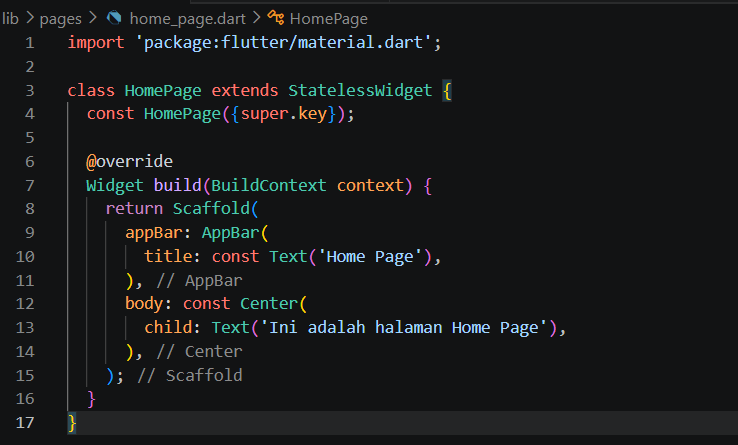 lib > pages > home_page.dart > HomePage
1 import 'package:flutter/material.dart';
2
3 class HomePage extends StatelessWidget {
4   const HomePage({super.key});
5
6   @override
7   Widget build(BuildContext context) {
8     return Scaffold(
9       appBar: AppBar(
10         title: const Text('Home Page'),
11       ), // AppBar
12       body: const Center(
13         child: Text('Ini adalah halaman Home Page'),
14       ), // Center
15     ); // Scaffold
16   }
17 }